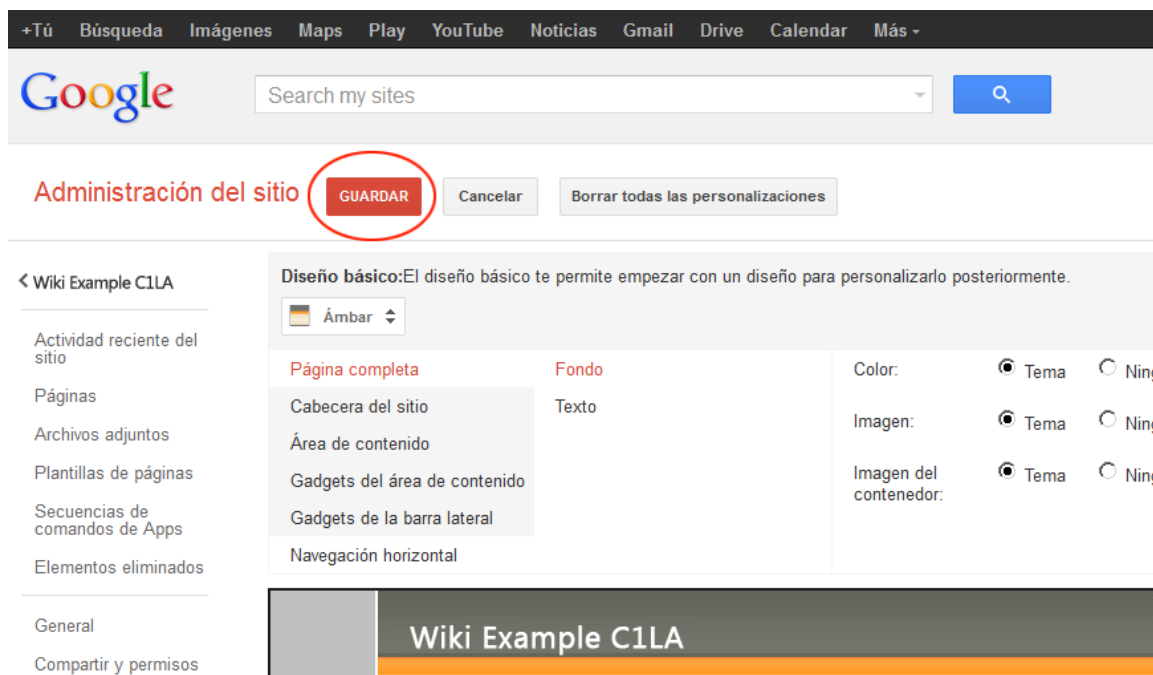 +Tú Búsqueda Imágenes Maps Play YouTube Noticias Gmail Drive Calendar Más
Google
Search my sites
Administración del sitio
GUARDAR
Cancelar
Borrar todas las personalizaciones
Wiki Example C1LA
Actividad reciente del
sitio
Páginas
Archivos adjuntos
Plantillas de páginas
Secuencias de
comandos de Apps
Elementos eliminados
General
Compartir y permisos
Diseño básico:El diseño básico te permite empezar con un diseño para personalizarlo posteriormente.
Ámbar
Página completa
Cabecera del sitio
Área de contenido
Gadgets del área de contenido
Gadgets de la barra lateral
Navegación horizontal
Fondo
Texto
Color: Tema
Imagen: Tema
Imagen del
contenedor:
Tema
Wiki Example C1LA